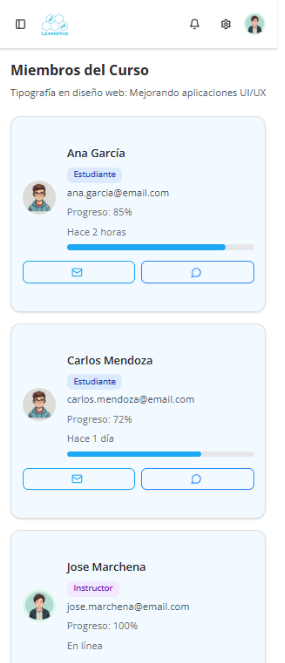 LEARNINGS
Miembros del Curso
Tipografía en diseño web: Mejorando aplicaciones UI/UX
Ana García
Estudiante
ana.garcia@email.com
Progreso: 85%
Hace 2 horas
Carlos Mendoza
Estudiante
carlos.mendoza@email.com
Progreso: 72%
Hace 1 día
Jose Marchena
Instructor
jose.marchena@email.com
Progreso: 100%
En línea